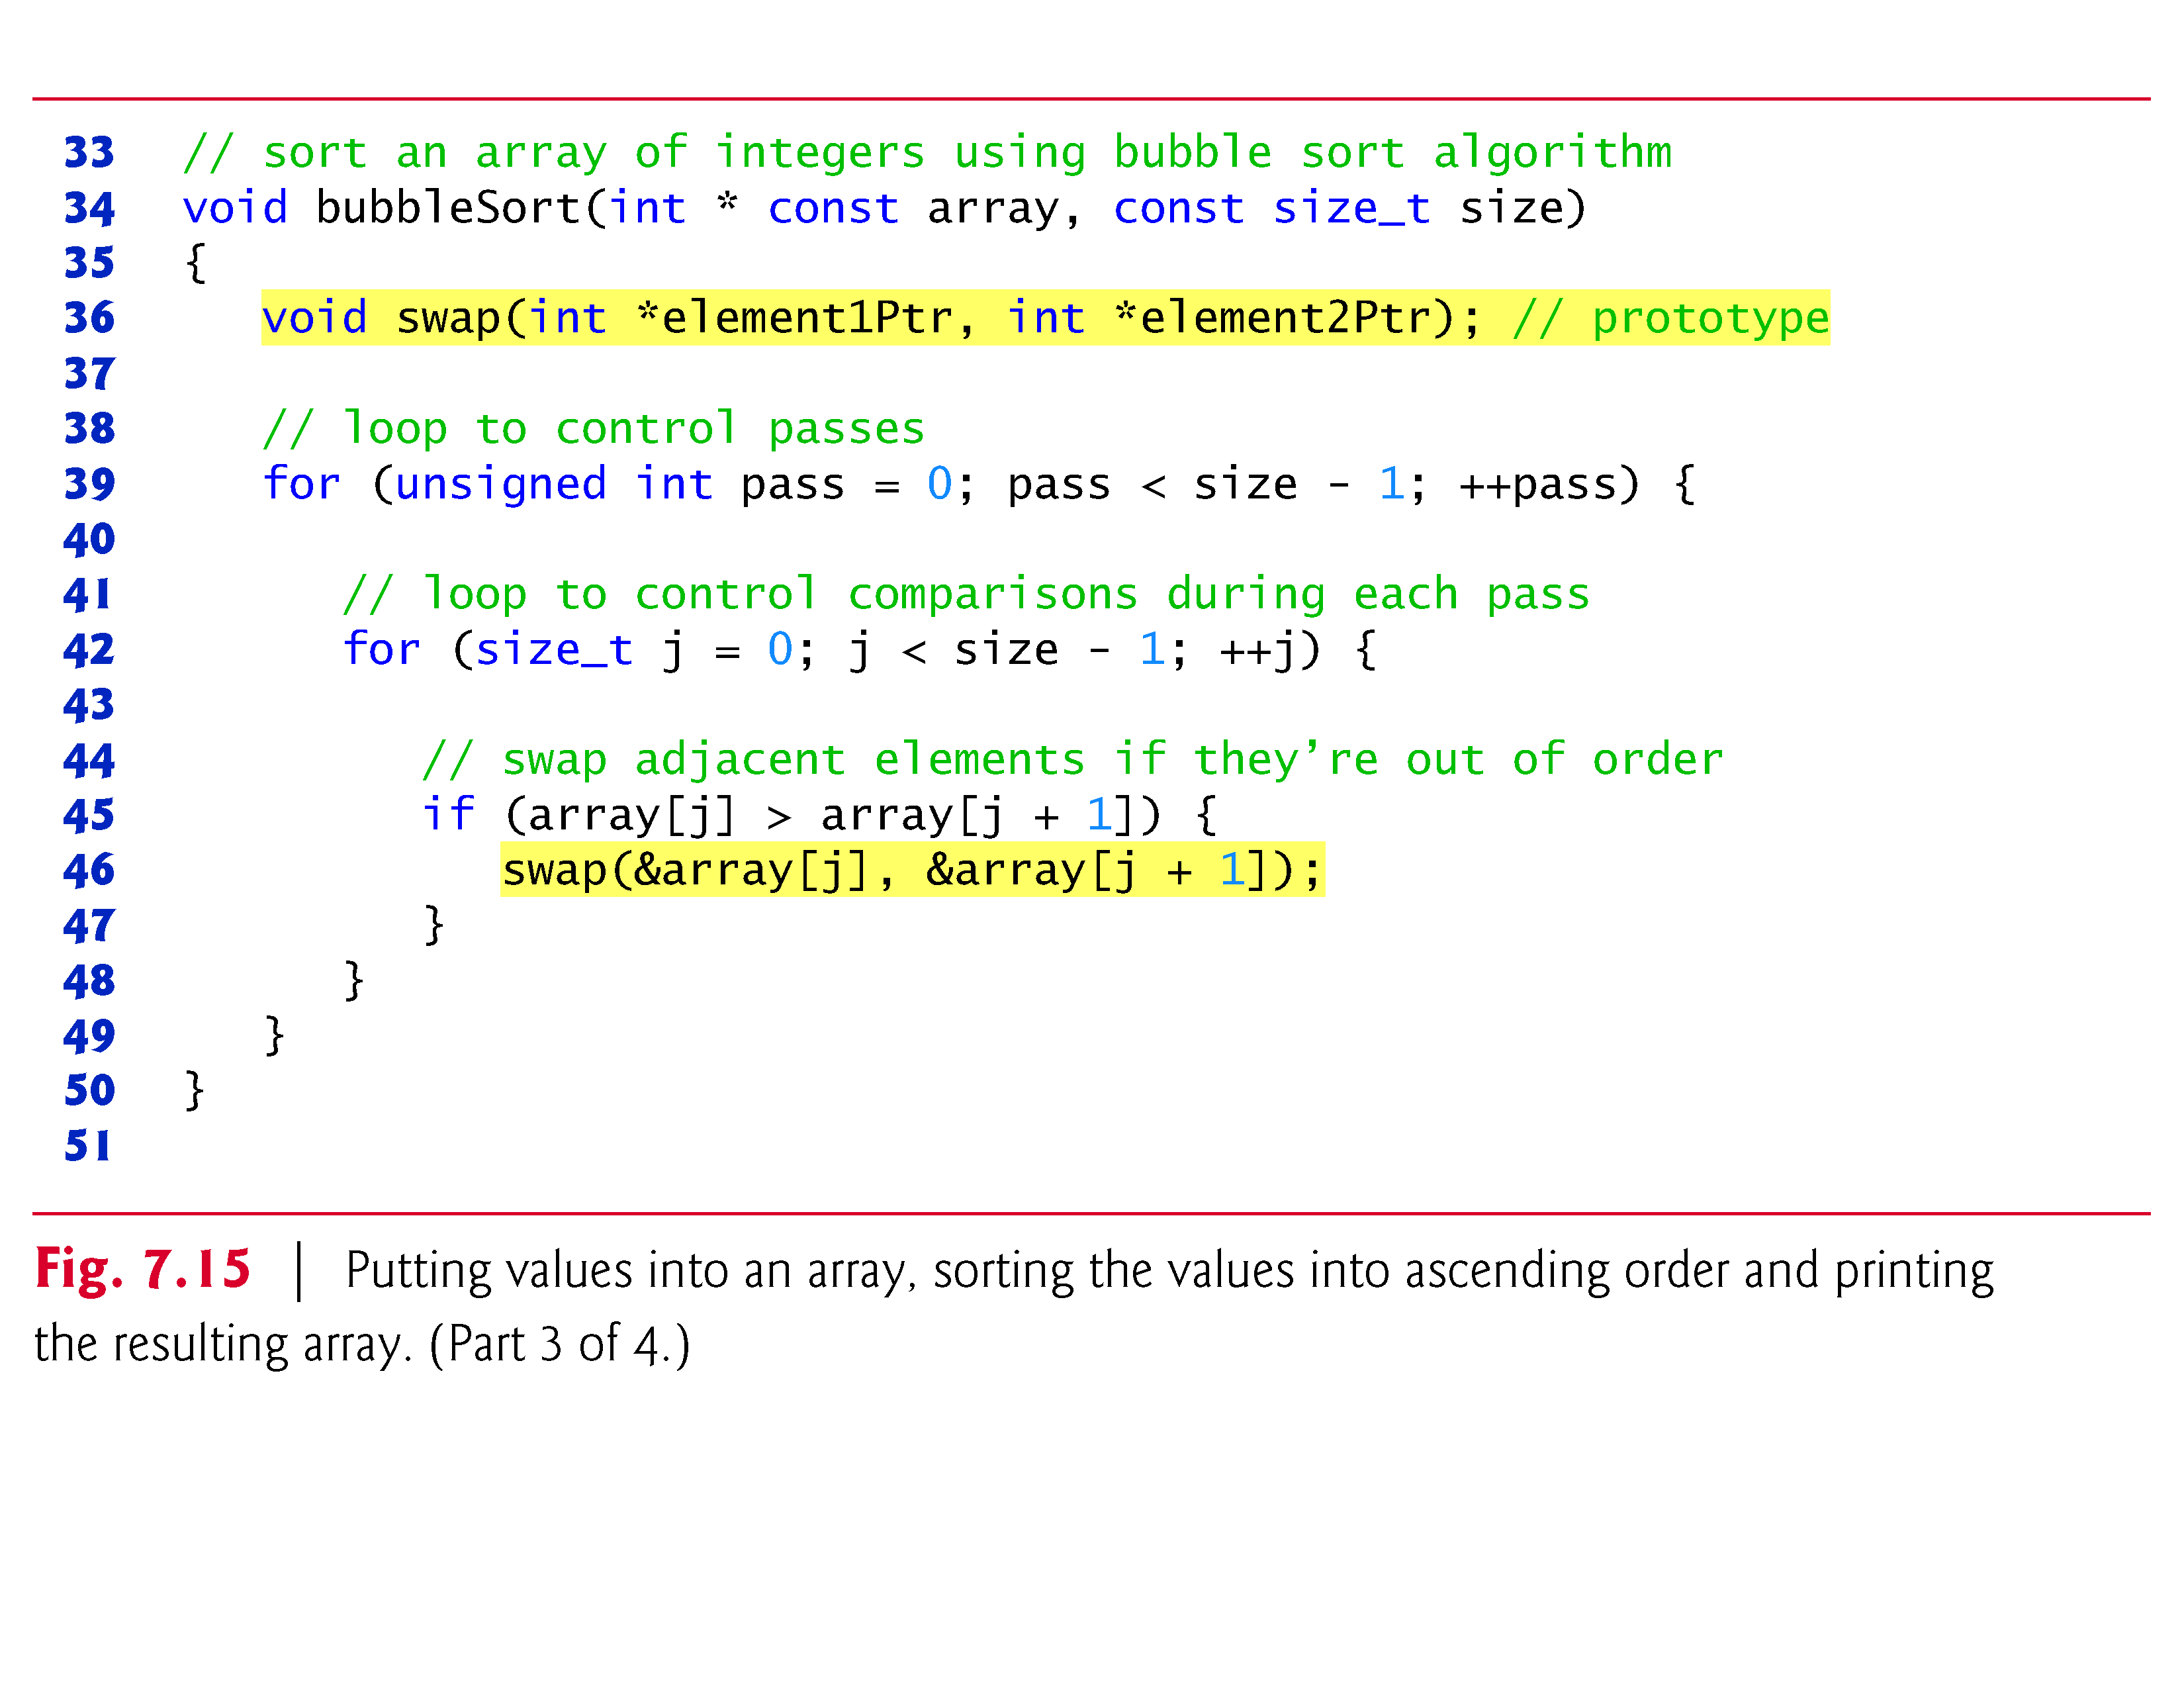 33 // sort an array of integers using bubble sort algorithm
34 void bubbleSort(int * const array, const size_t size)
35 {
36 void swap(int *element1Ptr, int *element2Ptr); // prototype
37
38 // loop to control passes
39 for (unsigned int pass = 0; pass < size - 1; ++pass) {
40
41 // loop to control comparisons during each pass
42 for (size_t j = 0; j < size - 1; ++j) {
43
44 // swap adjacent elements if they’re out of order
45 if (array[j] > array[j + 1]) {
46 swap(&array[j], &array[j + 1]);
47 }
48 }
49 }
50 }
51
Fig. 7.15 | Putting values into an array, sorting the values into ascending order and printing
the resulting array. (Part 3 of 4.)